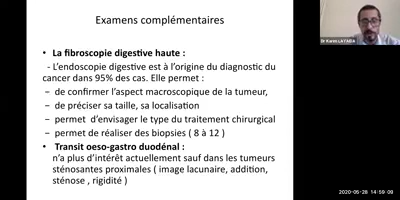 Examens complémentaires
• La fibroscopie digestive haute :
- L'endoscopie digestive est à l'origine du diagnostic du
cancer dans 95% des cas. Elle permet :
– de confirmer l'aspect macroscopique de la tumeur,
– de préciser sa taille, sa localisation
– permet d'envisager le type du traitement chirurgical
– permet de réaliser des biopsies ( 8 à 12 )
• Transit oeso-gastro duodénal :
n'a plus d'intérêt actuellement sauf dans les tumeurs
sténosantes proximales ( image lacunaire, addition,
sténose , rigidité )
2020-05-28 14:59:09